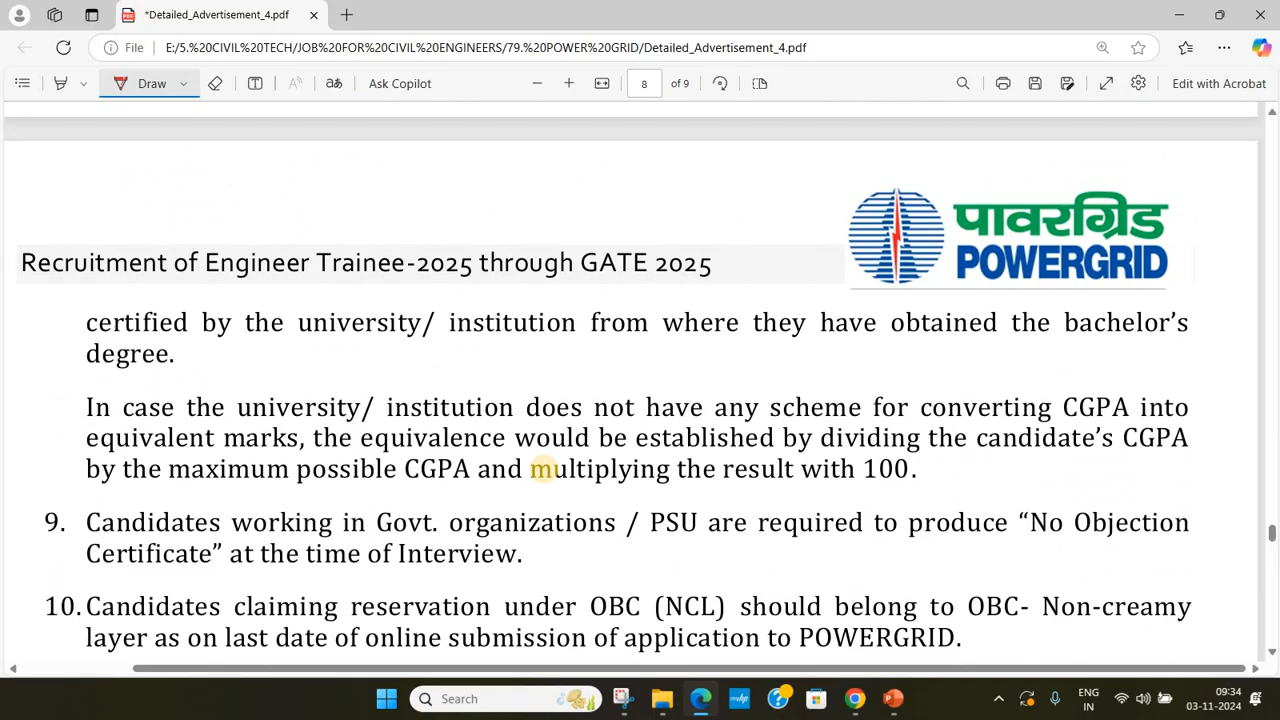 *Detailed_Advertisement_4.pdf
File E:/5.%20CIVIL%20TECH/JOB%20FOR%20CIVIL%20ENGINEERS/79.%20POWER%20GRID/Detailed_Advertisement_4.pdf
Draw aあ Ask Copilot 8 of 9 Edit with Acrobat
पावरग्रिड
POWERGRID
Recruitment of Engineer Trainee-2025 through GATE 2025
certified by the university/ institution from where they have obtained the bachelor’s
degree.
In case the university/ institution does not have any scheme for converting CGPA into
equivalent marks, the equivalence would be established by dividing the candidate’s CGPA
by the maximum possible CGPA and multiplying the result with 100.
9. Candidates working in Govt. organizations / PSU are required to produce “No Objection
Certificate” at the time of Interview.
10. Candidates claiming reservation under OBC (NCL) should belong to OBC- Non-creamy
layer as on last date of online submission of application to POWERGRID.
Search
ENG
IN
09:34
03-11-2024